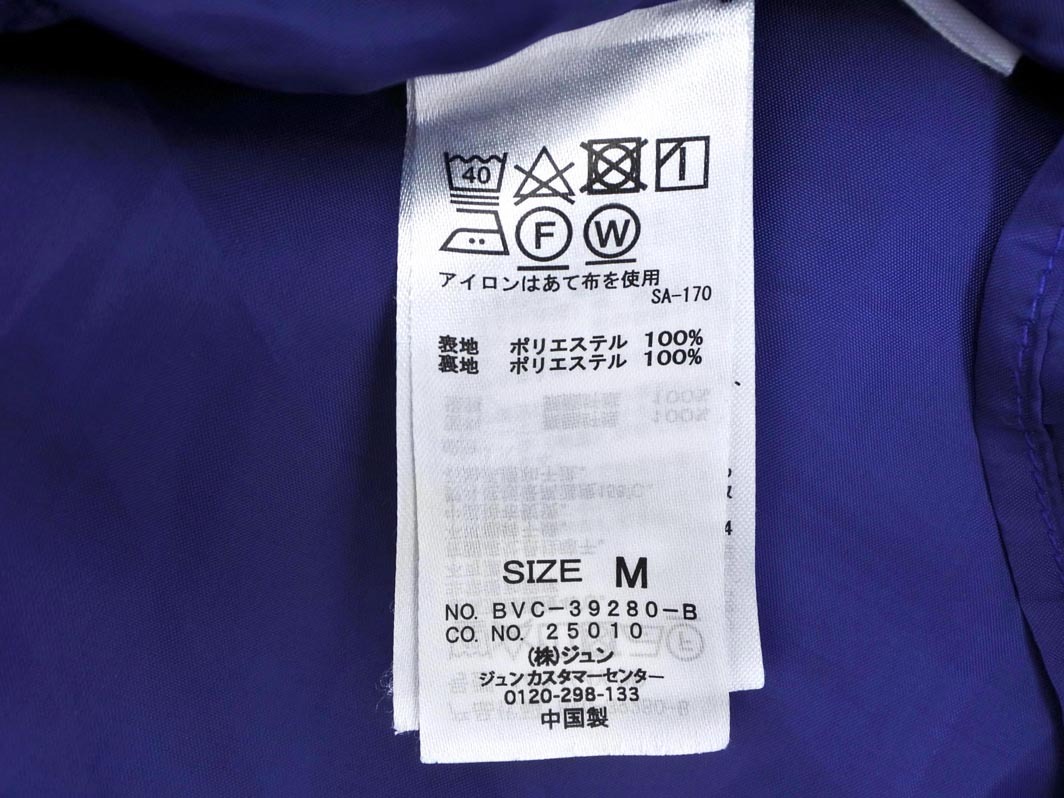 40
F W
アイロンはあて布を使用
SA-170
表地 ポリエステル 100%
裏地 ポリエステル 100%
SIZE M
NO. BVC-39280-B
CO. NO. 25010
(株)ジュン
ジュンカスタマーセンター
0120-298-133
中国製